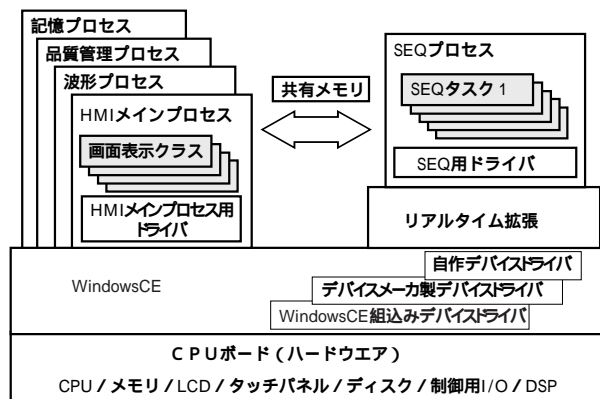 記憶プロセス
品質管理プロセス
波形プロセス
HMIメインプロセス
画面表示クラス
HMIメインプロセス用
ドライバ
共有メモリ
SEQプロセス
SEQタスク1
SEQ用ドライバ
リアルタイム拡張
WindowsCE
自作デバイスドライバ
デバイスメーカ製デバイスドライバ
WindowsCE組込みデバイスドライバ
ＣＰＵボード（ハードウエア）
CPU / メモリ / LCD / タッチパネル / ディスク / 制御用I/O / DSP